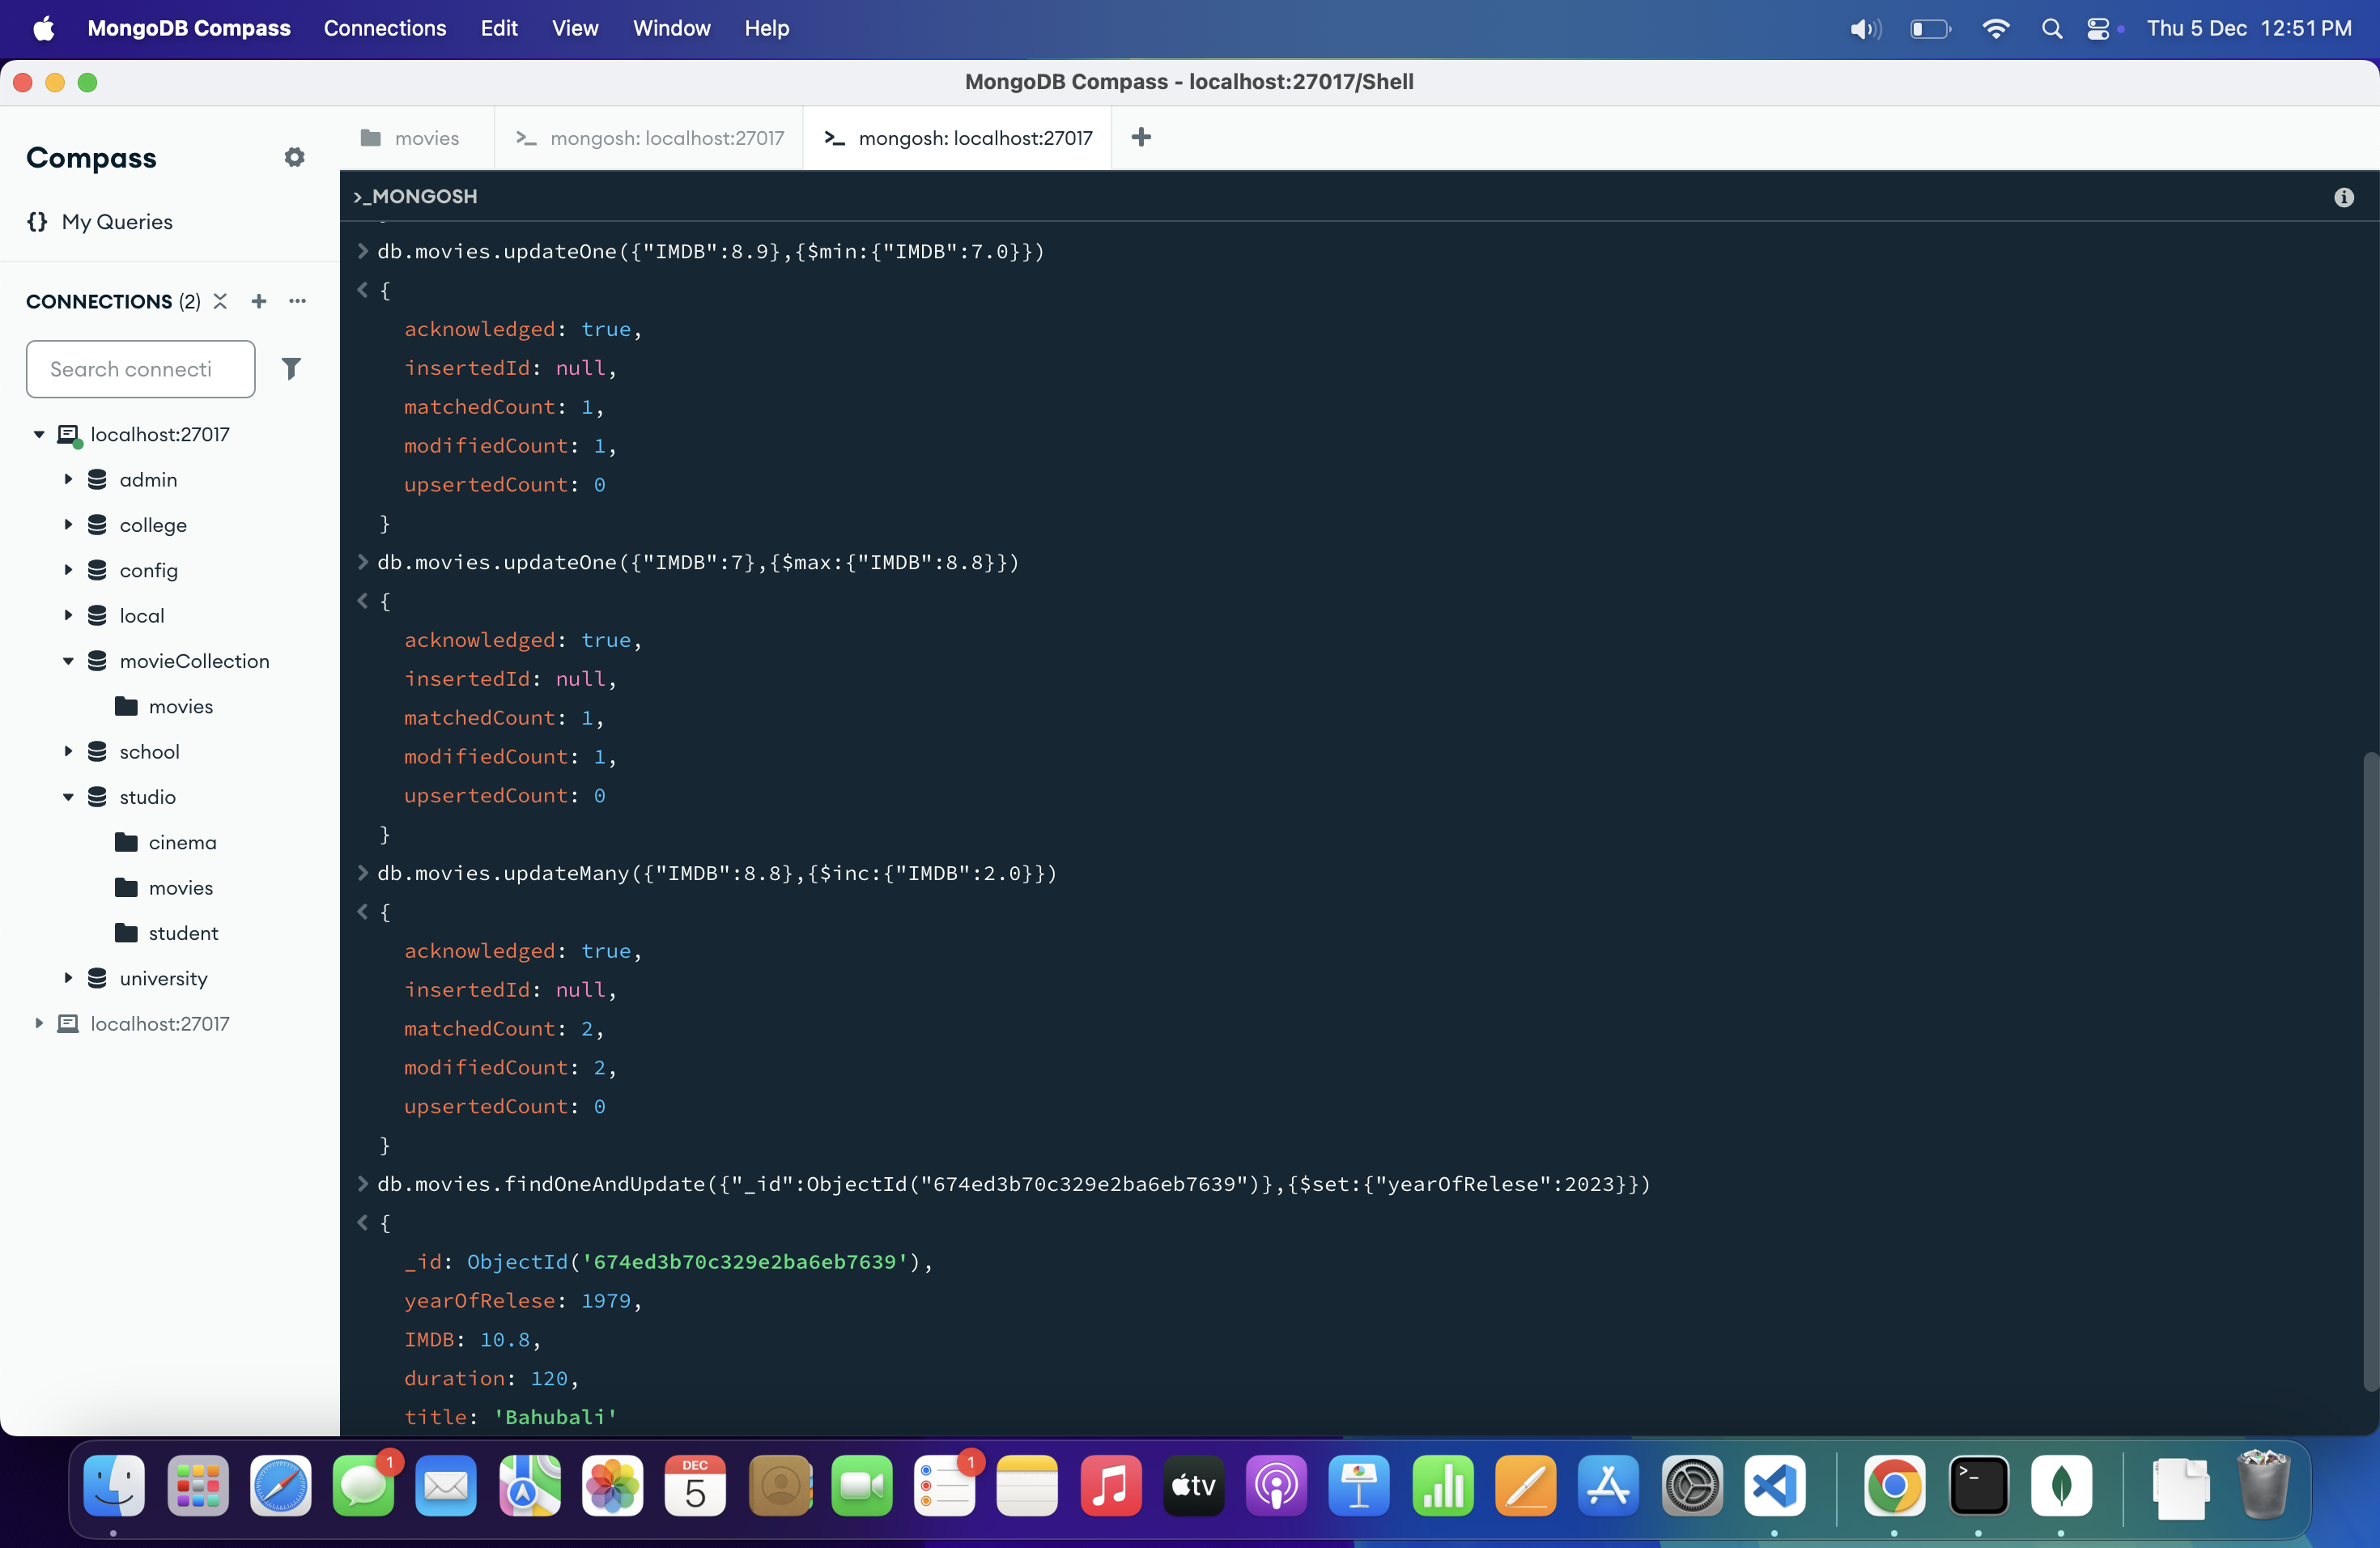 MongoDB Compass Connections Edit View Window Help Thu 5 Dec 12:51 PM
MongoDB Compass - localhost:27017/Shell
Compass
My Queries
CONNECTIONS (2)
Search connecti
localhost:27017
admin
college
config
local
movieCollection
movies
school
studio
cinema
movies
student
university
localhost:27017
movies mongosh: localhost:27017 mongosh: localhost:27017
>_MONGOSH
> db.movies.updateOne({"IMDB":8.9},{$min:{"IMDB":7.0}})
< {
acknowledged: true,
insertedId: null,
matchedCount: 1,
modifiedCount: 1,
upsertedCount: 0
}
> db.movies.updateOne({"IMDB":7},{$max:{"IMDB":8.8}})
< {
acknowledged: true,
insertedId: null,
matchedCount: 1,
modifiedCount: 1,
upsertedCount: 0
}
> db.movies.updateMany({"IMDB":8.8},{$inc:{"IMDB":2.0}})
< {
acknowledged: true,
insertedId: null,
matchedCount: 2,
modifiedCount: 2,
upsertedCount: 0
}
> db.movies.findOneAndUpdate({"_id":ObjectId("674ed3b70c329e2ba6eb7639")},{$set:{"yearOfRelese":2023}})
< {
_id: ObjectId('674ed3b70c329e2ba6eb7639'),
yearOfRelese: 1979,
IMDB: 10.8,
duration: 120,
title: 'Bahubali'
1
DEC
5
1
tv
>_